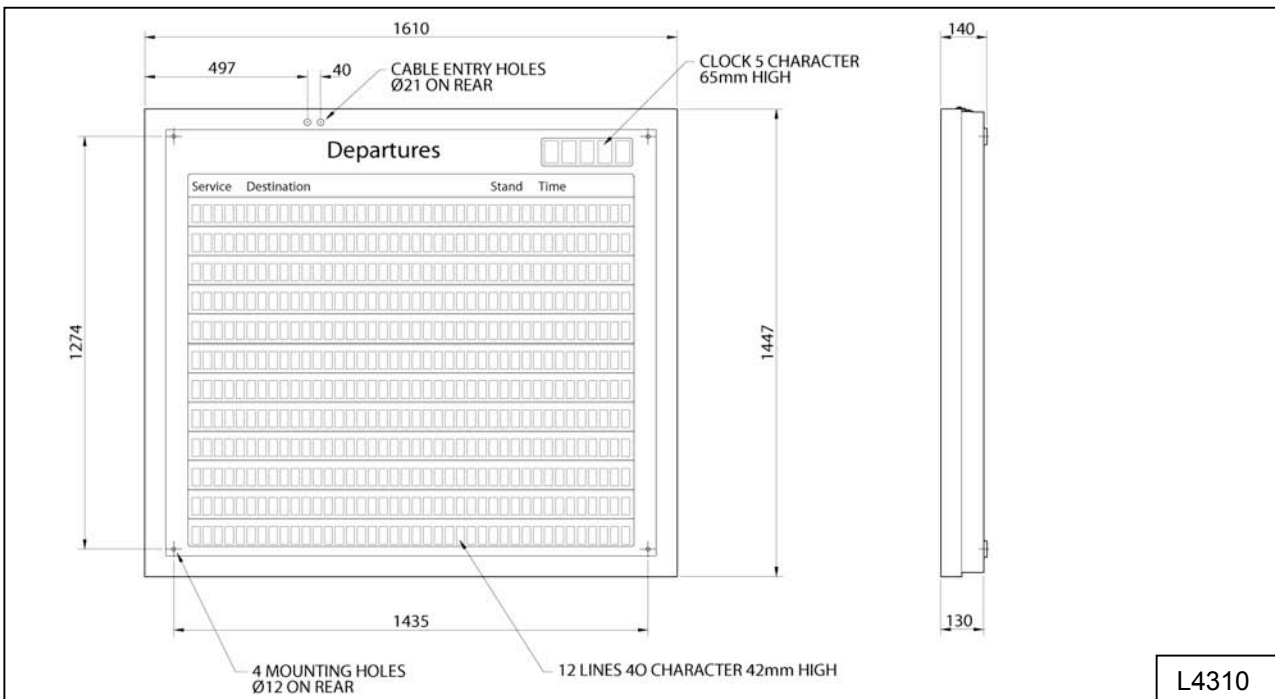 1610
140
497
40
CABLE ENTRY HOLES
Ø21 ON REAR
CLOCK 5 CHARACTER
65mm HIGH
Departures
Service Destination Stand Time
1274
1447
1435
130
4 MOUNTING HOLES
Ø12 ON REAR
12 LINES 4O CHARACTER 42mm HIGH
L4310